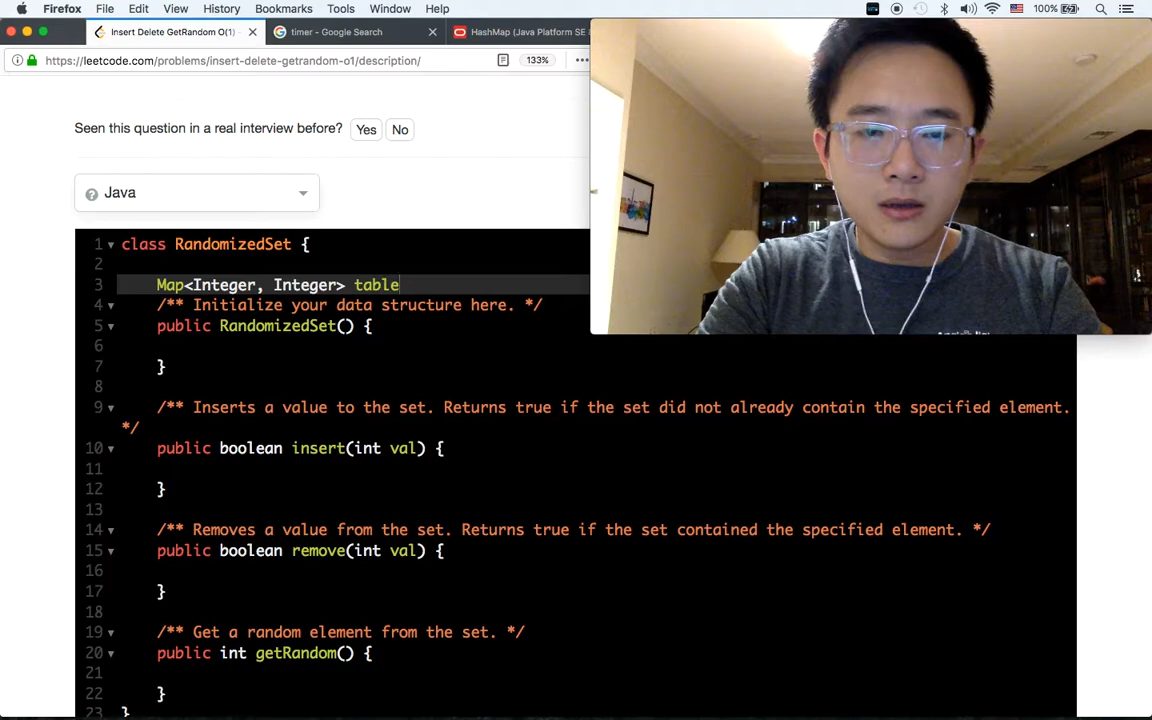 Firefox File Edit View History Bookmarks Tools Window Help 100%
Insert Delete GetRandom O(1) - timer - Google Search HashMap (Java Platform SE
https://leetcode.com/problems/insert-delete-getrandom-o1/description/ 133%
Seen this question in a real interview before? Yes No
Java
1 class RandomizedSet {
2
3 Map<Integer, Integer> table
4 /** Initialize your data structure here. */
5 public RandomizedSet() {
6
7 }
8
9 /** Inserts a value to the set. Returns true if the set did not already contain the specified element.
*/
10 public boolean insert(int val) {
11
12 }
13
14 /** Removes a value from the set. Returns true if the set contained the specified element. */
15 public boolean remove(int val) {
16
17 }
18
19 /** Get a random element from the set. */
20 public int getRandom() {
21
22 }
23 }